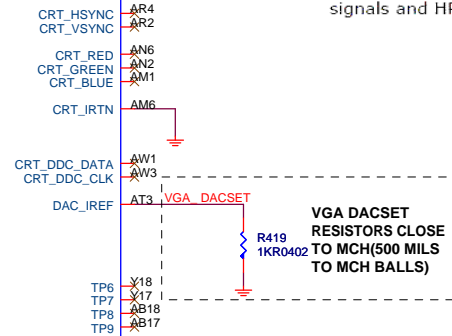 signals and HP
CRT_HSYNC AR4
CRT_VSYNC AR2
CRT_RED AN6
CRT_GREEN AN2
CRT_BLUE AM1
CRT_IRTN AM6
CRT_DDC_DATA AW1
CRT_DDC_CLK AW3
DAC_IREF AT3 VGA_DACSET
R419
1KR0402
VGA DACSET
RESISTORS CLOSE
TO MCH(500 MILS
TO MCH BALLS)
TP6 Y18
TP7 Y17
TP8 AB18
TP9 AB17